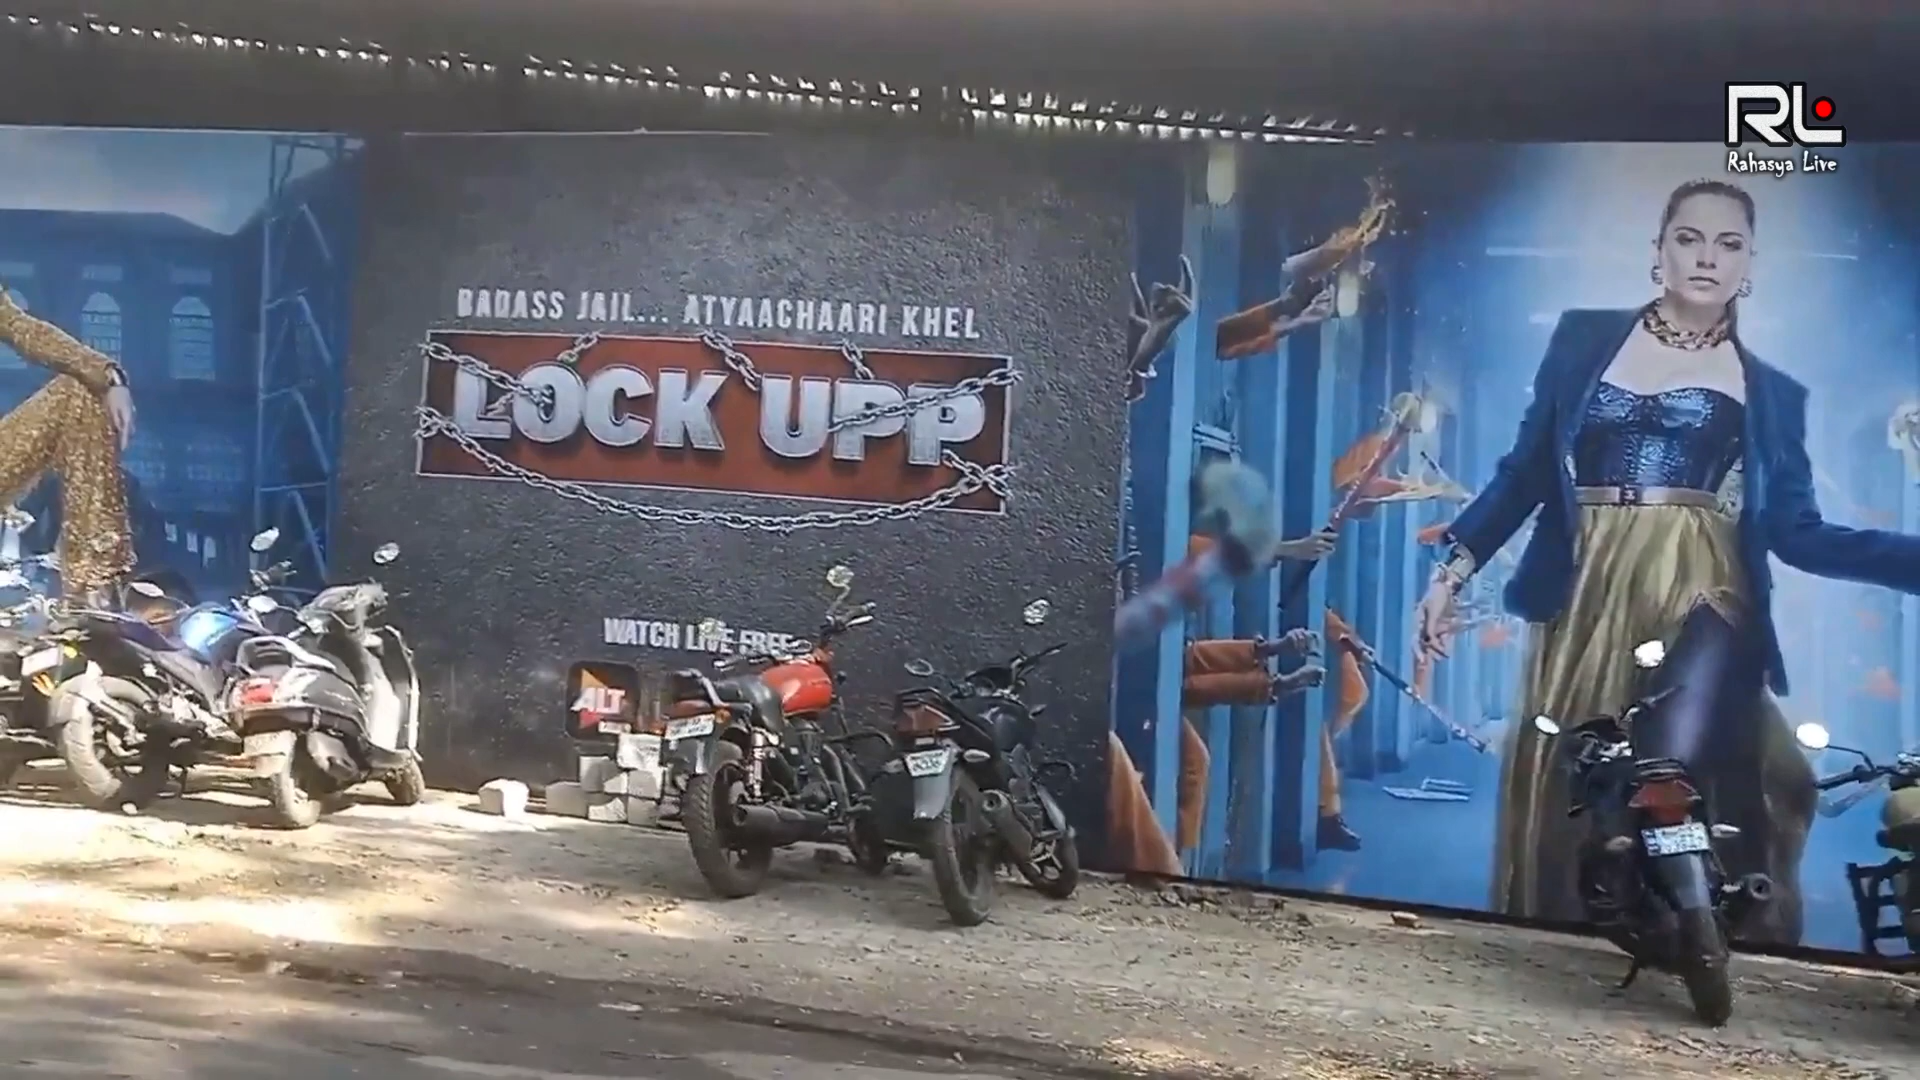 RL
Rahasya Live
BADASS JAIL... ATYAACHAARI KHEL
LOCK UPP
WATCH LIVE FREE
ALT